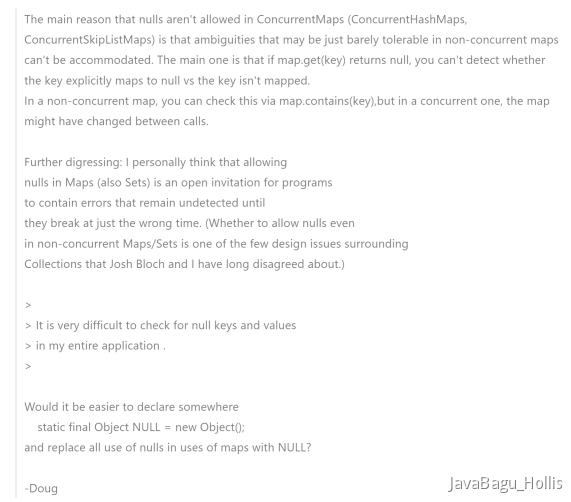 The main reason that nulls aren't allowed in ConcurrentMaps (ConcurrentHashMaps,
ConcurrentSkipListMaps) is that ambiguities that may be just barely tolerable in non-concurrent maps
can't be accommodated. The main one is that if map.get(key) returns null, you can't detect whether
the key explicitly maps to null vs the key isn't mapped.
In a non-concurrent map, you can check this via map.contains(key),but in a concurrent one, the map
might have changed between calls.
Further digressing: I personally think that allowing
nulls in Maps (also Sets) is an open invitation for programs
to contain errors that remain undetected until
they break at just the wrong time. (Whether to allow nulls even
in non-concurrent Maps/Sets is one of the few design issues surrounding
Collections that Josh Bloch and I have long disagreed about.)
>
> It is very difficult to check for null keys and values
> in my entire application .
>
Would it be easier to declare somewhere
static final Object NULL = new Object();
and replace all use of nulls in uses of maps with NULL?
-Doug
JavaBagu_Hollis